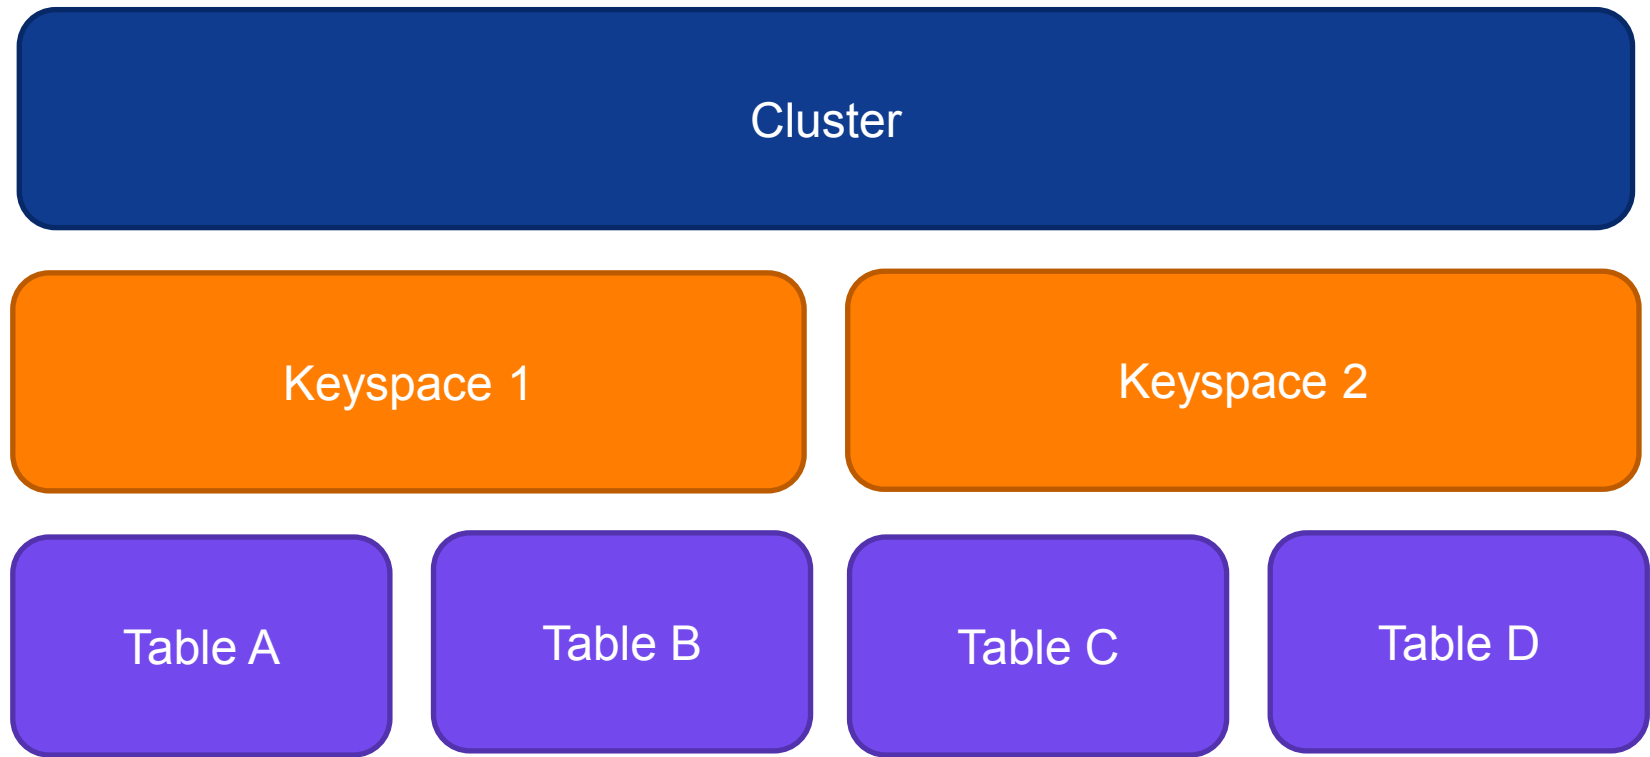 Cluster
Keyspace 1
Keyspace 2
Table A
Table B
Table C
Table D